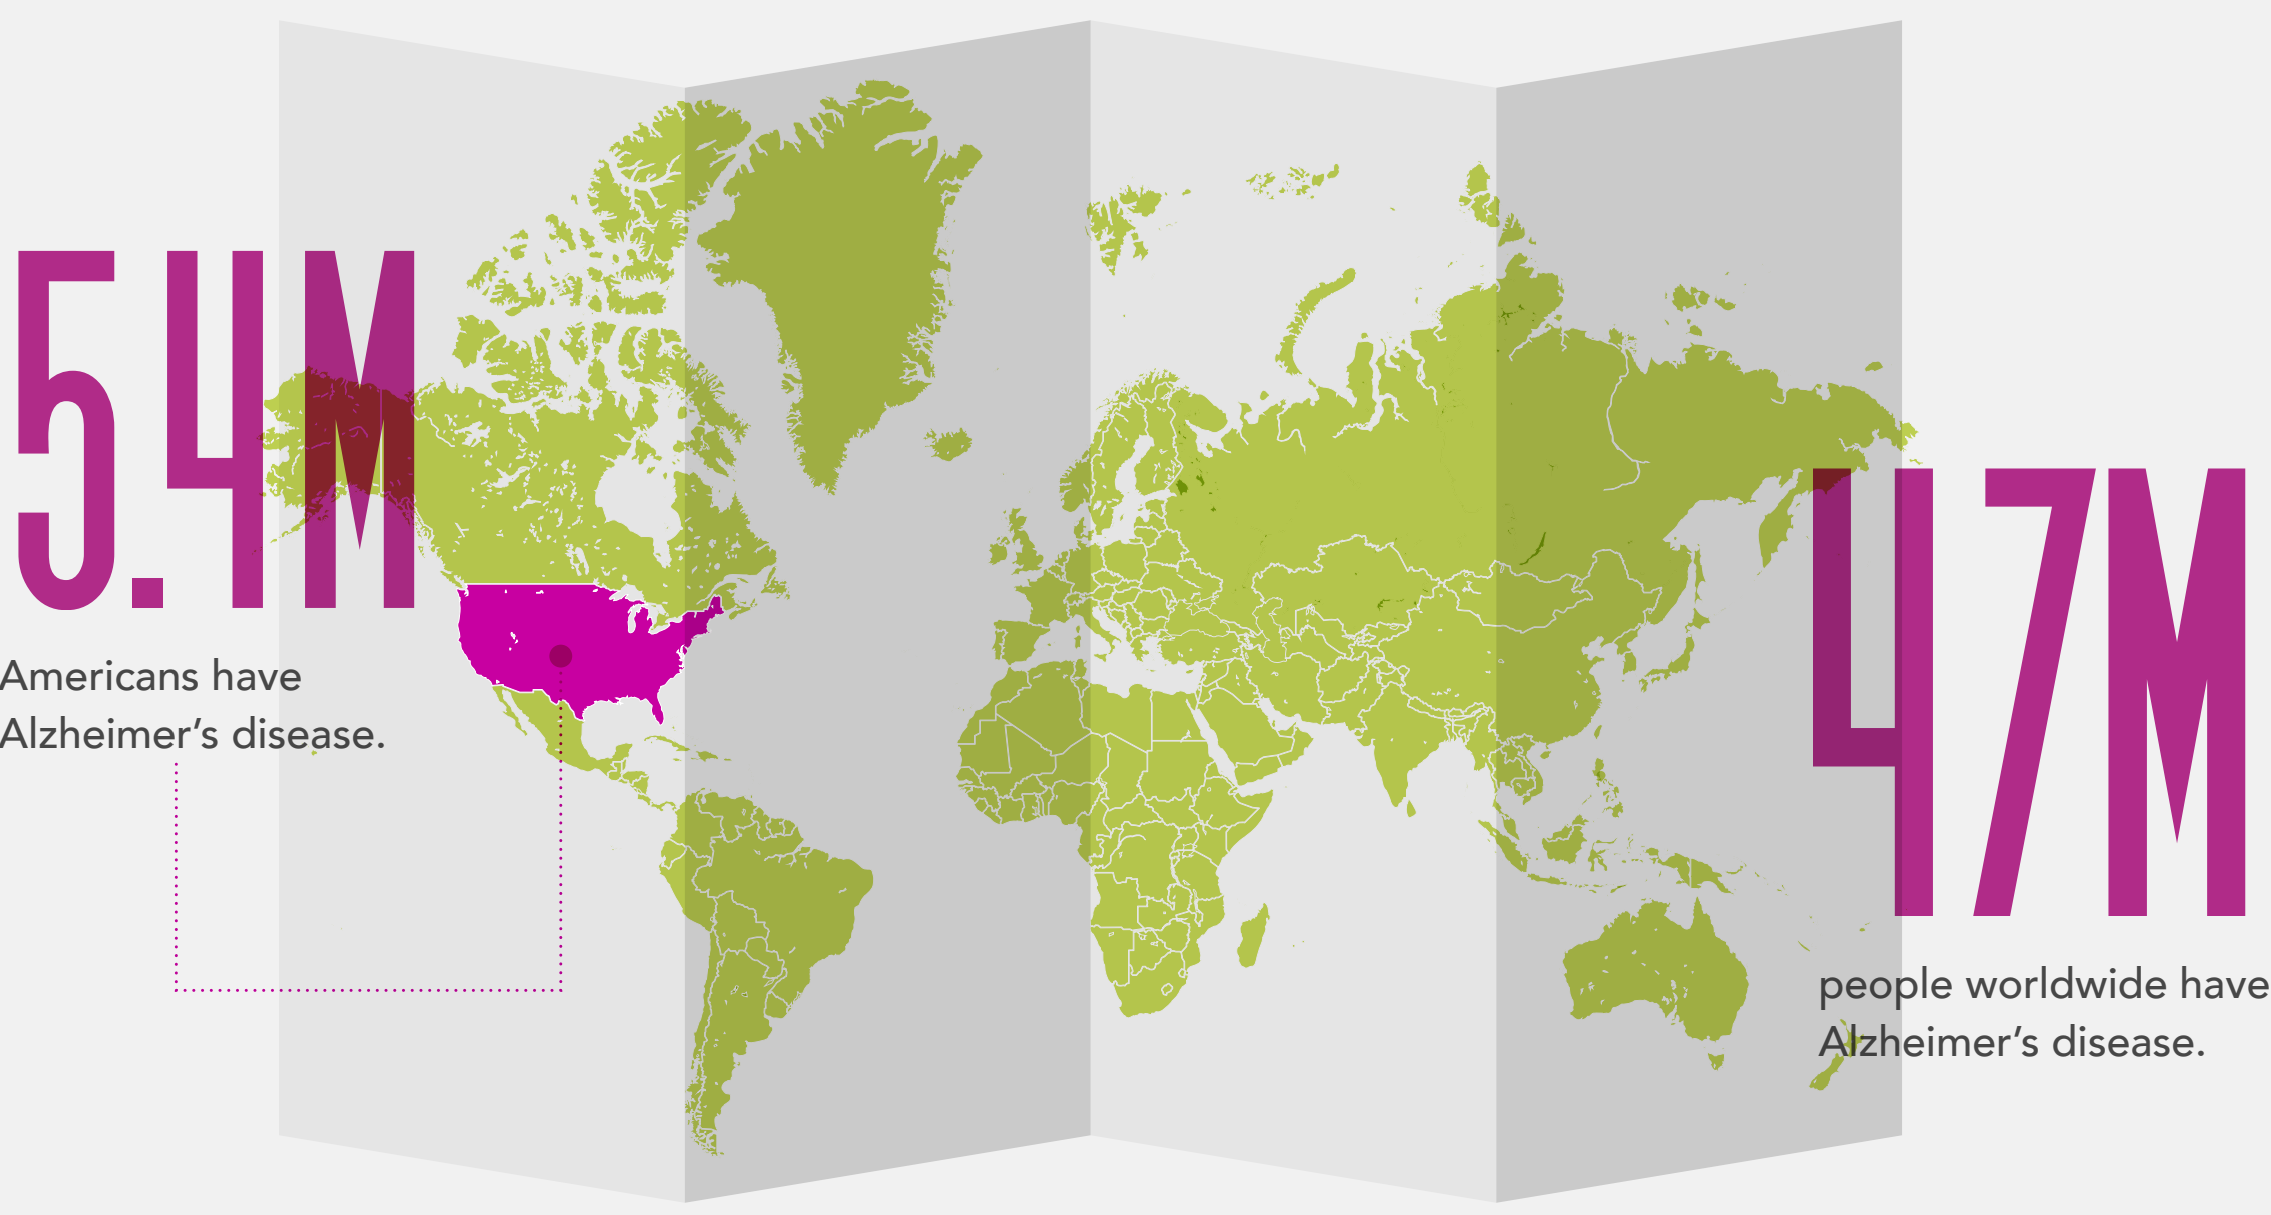 5.4M
Americans have
Alzheimer’s disease.
47M
people worldwide have
Alzheimer’s disease.